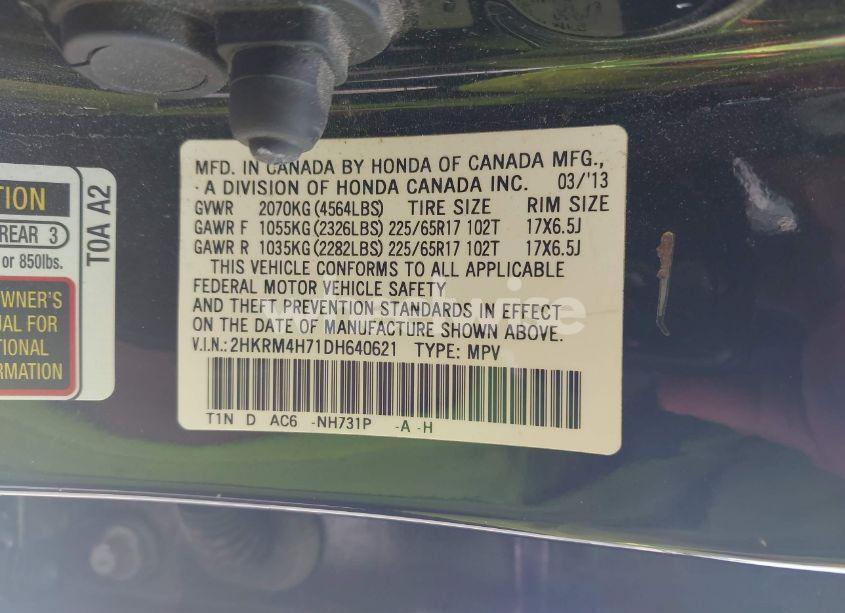 TION
REAR 3
or 850lbs.
OWNER'S
UAL FOR
TIONAL
ORMATION
TOA A2
MFD. IN CANADA BY HONDA OF CANADA MFG.,
A DIVISION OF HONDA CANADA INC. 03/'13
GVWR 2070KG (4564LBS) TIRE SIZE RIM SIZE
GAWR F 1055KG (2326LBS) 225/65R17 102T 17X6.5J
GAWR R 1035KG (2282LBS) 225/65R17 102T 17X6.5J
THIS VEHICLE CONFORMS TO ALL APPLICABLE
FEDERAL MOTOR VEHICLE SAFETY
AND THEFT PREVENTION STANDARDS IN EFFECT
ON THE DATE OF MANUFACTURE SHOWN ABOVE.
V.I.N.: 2HKRM4H71DH640621 TYPE: MPV
T1N D AC6 -NH731P -A -H